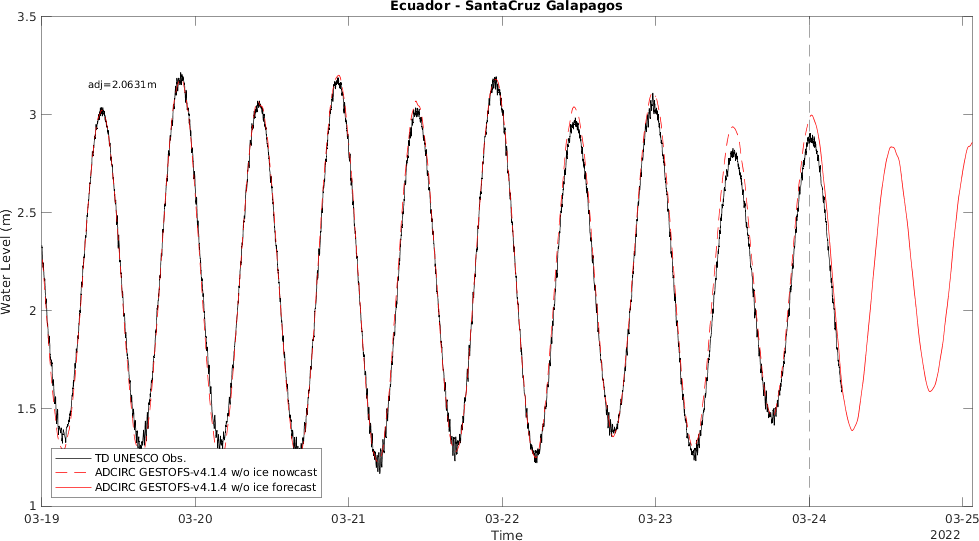 Ecuador - SantaCruz Galapagos
3.5
adj=2.0631m
3
2.5
Water Level (m)
2
1.5
TD UNESCO Obs.
ADCIRC GESTOFS-v4.1.4 w/o ice nowcast
ADCIRC GESTOFS-v4.1.4 w/o ice forecast
1
03-19 03-20 03-21 03-22 03-23 03-24 03-25
Time
2022